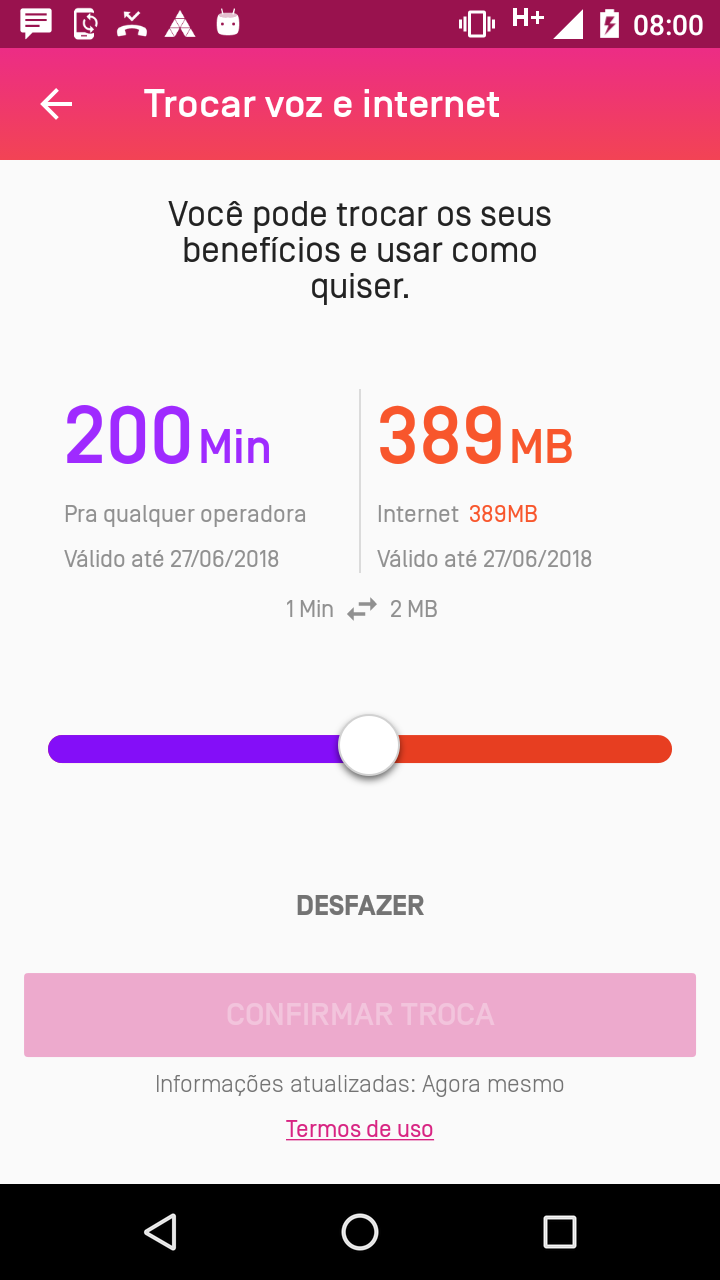 H+ 08:00
Trocar voz e internet
Você pode trocar os seus
benefícios e usar como
quiser.
200 Min
Pra qualquer operadora
Válido até 27/06/2018
389 MB
Internet 389MB
Válido até 27/06/2018
1 Min 2 MB
DESFAZER
CONFIRMAR TROCA
Informações atualizadas: Agora mesmo
Termos de uso